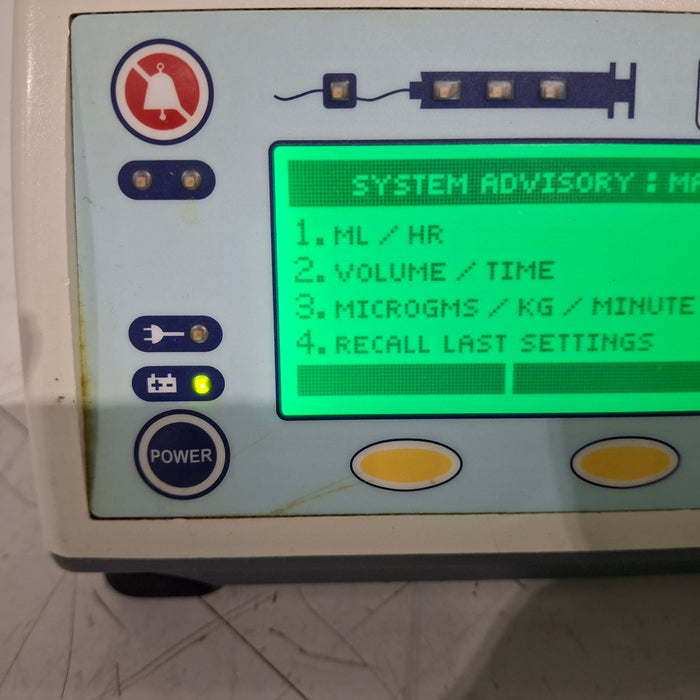 SYSTEM ADVISORY : MA
1. ML / HR
2. VOLUME / TIME
3. MICROGMS / KG / MINUTE
4. RECALL LAST SETTINGS
POWER